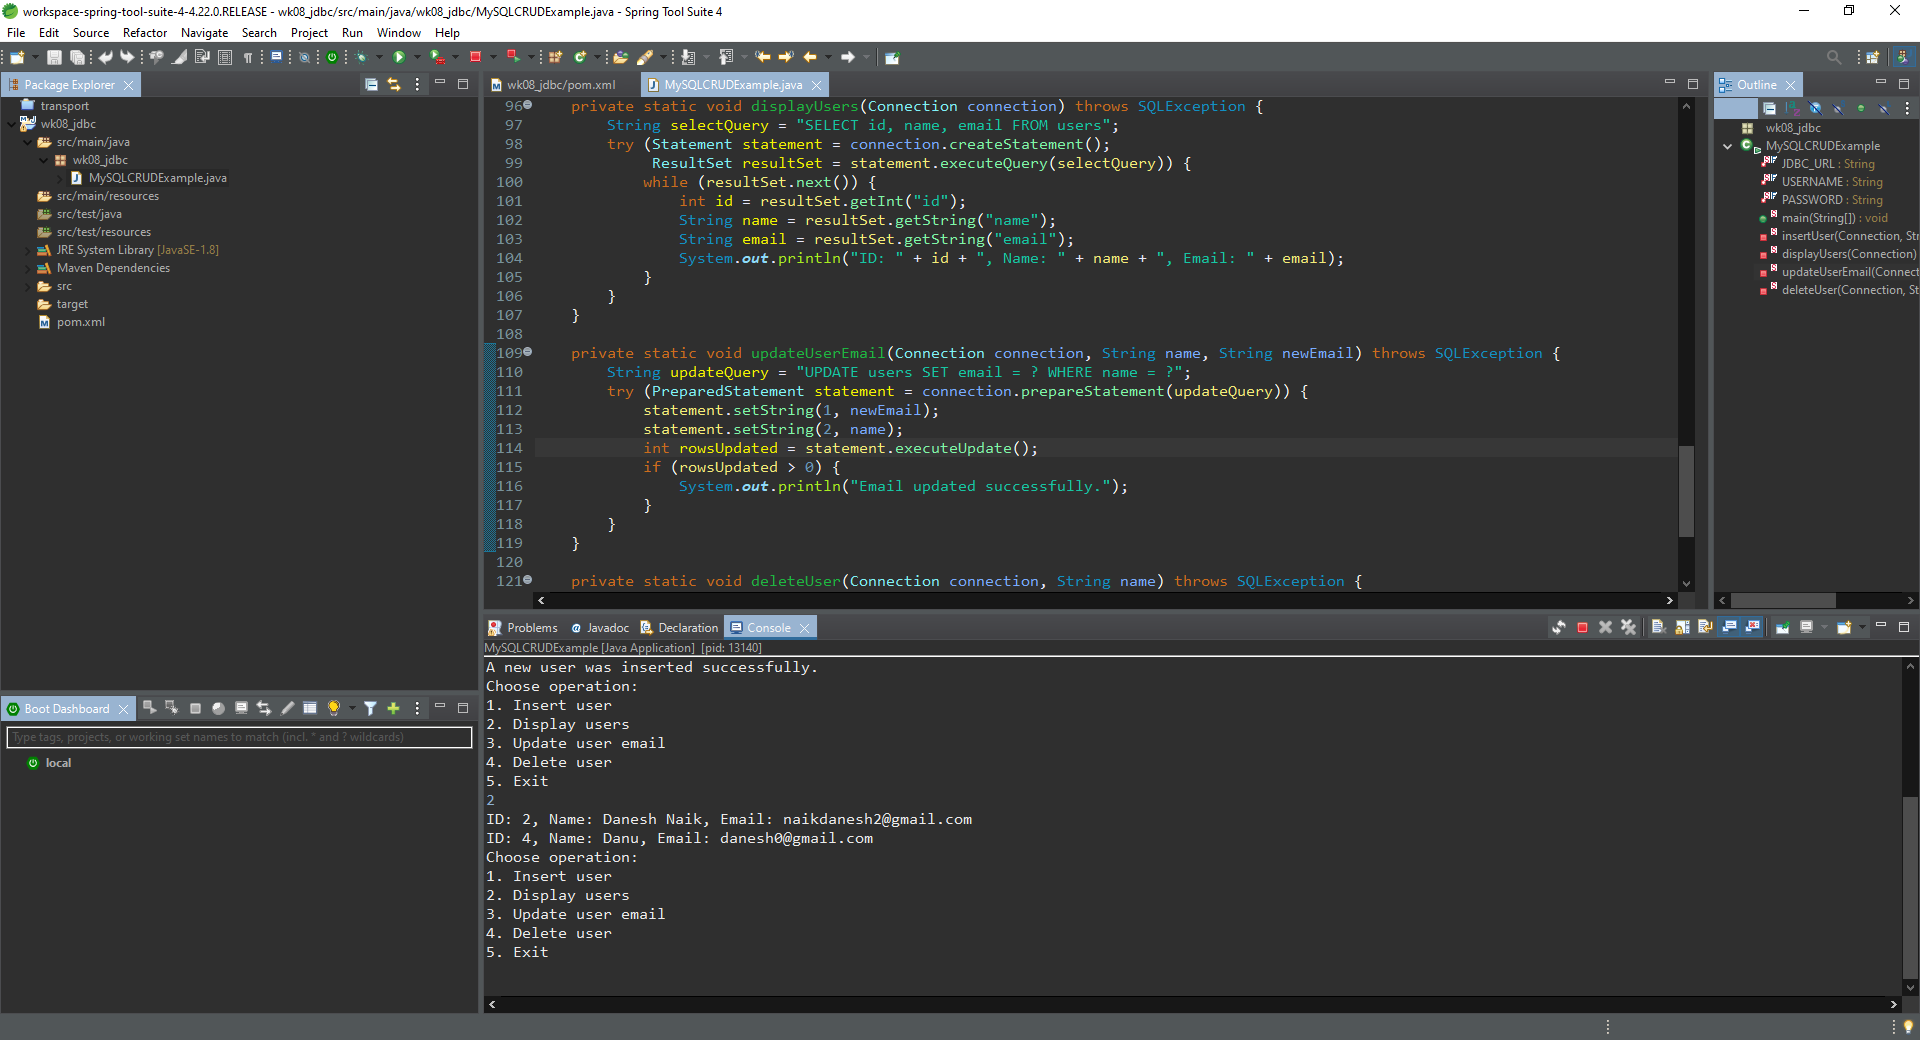 workspace-spring-tool-suite-4-4.22.0.RELEASE - wk08_jdbc/src/main/java/wk08_jdbc/MySQLCRUDExample.java - Spring Tool Suite 4
File Edit Source Refactor Navigate Search Project Run Window Help
Package Explorer
transport
wk08_jdbc
src/main/java
wk08_jdbc
MySQLCRUDExample.java
src/main/resources
src/test/java
src/test/resources
JRE System Library [JavaSE-1.8]
Maven Dependencies
src
target
pom.xml
Boot Dashboard
Type tags, projects, or working set names to match (incl. * and ? wildcards)
local
wk08_jdbc/pom.xml MySQLCRUDExample.java
96 private static void displayUsers(Connection connection) throws SQLException {
97 String selectQuery = "SELECT id, name, email FROM users";
98 try (Statement statement = connection.createStatement();
99 ResultSet resultSet = statement.executeQuery(selectQuery)) {
100 while (resultSet.next()) {
101 int id = resultSet.getInt("id");
102 String name = resultSet.getString("name");
103 String email = resultSet.getString("email");
104 System.out.println("ID: " + id + ", Name: " + name + ", Email: " + email);
105 }
106 }
107 }
108
109 private static void updateUserEmail(Connection connection, String name, String newEmail) throws SQLException {
110 String updateQuery = "UPDATE users SET email = ? WHERE name = ?";
111 try (PreparedStatement statement = connection.prepareStatement(updateQuery)) {
112 statement.setString(1, newEmail);
113 statement.setString(2, name);
114 int rowsUpdated = statement.executeUpdate();
115 if (rowsUpdated > 0) {
116 System.out.println("Email updated successfully.");
117 }
118 }
119 }
120
121 private static void deleteUser(Connection connection, String name) throws SQLException {
Problems Javadoc Declaration Console
MySQLCRUDExample [Java Application] [pid: 13140]
A new user was inserted successfully.
Choose operation:
1. Insert user
2. Display users
3. Update user email
4. Delete user
5. Exit
2
ID: 2, Name: Danesh Naik, Email: naikdanesh2@gmail.com
ID: 4, Name: Danu, Email: danesh0@gmail.com
Choose operation:
1. Insert user
2. Display users
3. Update user email
4. Delete user
5. Exit
Outline
wk08_jdbc
MySQLCRUDExample
JDBC_URL : String
USERNAME : String
PASSWORD : String
main(String[]) : void
insertUser(Connection, Str
displayUsers(Connection)
updateUserEmail(Connect
deleteUser(Connection, St